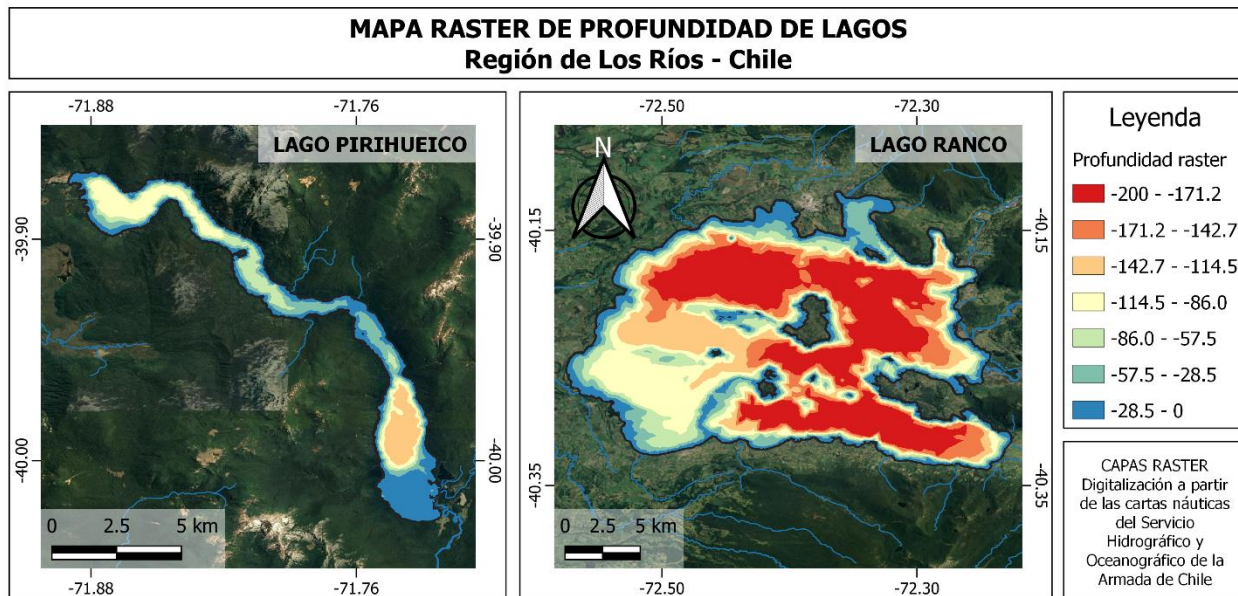 MAPA RASTER DE PROFUNDIDAD DE LAGOS
Región de Los Ríos - Chile
-71.88
-71.76
LAGO PIRIHUEICO
-39.90
-39.90
-40.00
-40.00
0 2.5 5 km
-71.88
-71.76
-72.50
-72.30
LAGO RANCO
N
-40.15
-40.15
-40.35
-40.35
0 2.5 5 km
-72.50
-72.30
Leyenda
Profundidad raster
-200 - -171.2
-171.2 - -142.7
-142.7 - -114.5
-114.5 - -86.0
-86.0 - -57.5
-57.5 - -28.5
-28.5 - 0
CAPAS RASTER
Digitalización a partir
de las cartas náuticas
del Servicio
Hidrográfico y
Oceanográfico de la
Armada de Chile